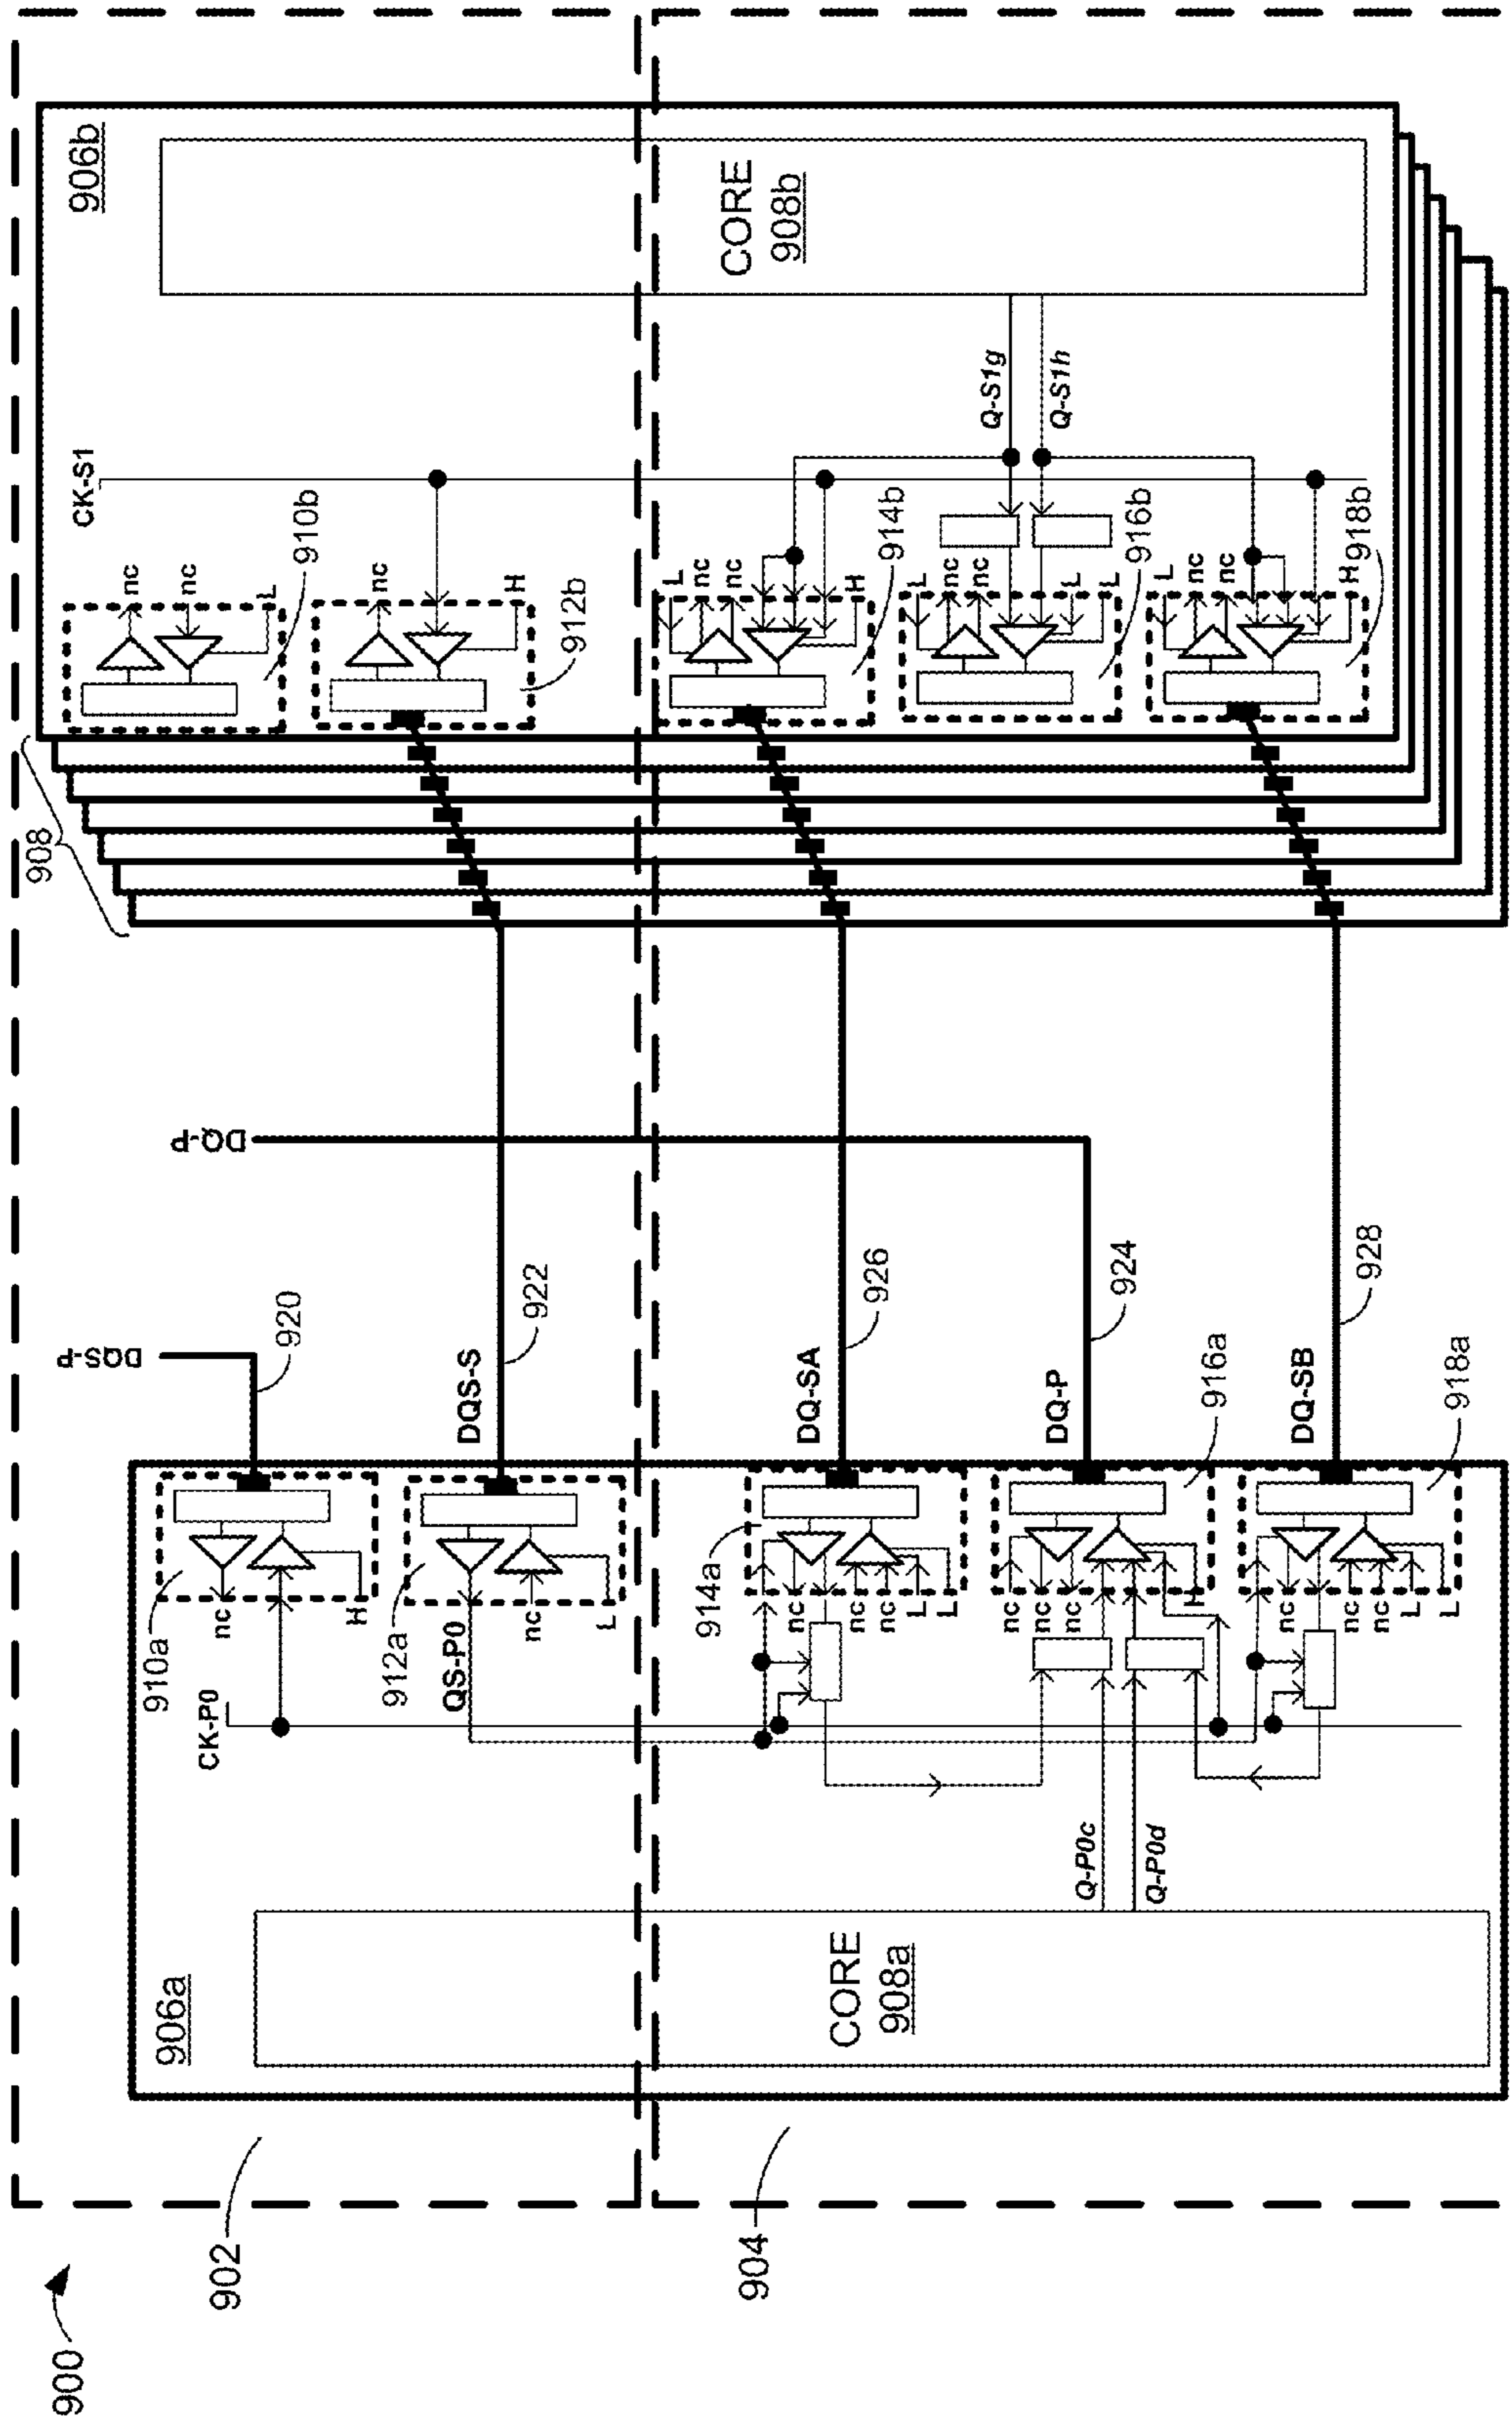 900
902
904
906a
CORE
908a
CK-P0
910a
nc
H
DQS-P
920
912a
QS-P0
nc
L
DQS-S
922
914a
nc
nc
nc
L
L
DQ-SA
926
Q-P0c
Q-P0d
nc
nc
nc
H
916a
DQ-P
924
DQ-P
nc
nc
nc
L
L
918a
DQ-SB
928
908
906b
CORE
908b
CK-S1
nc
nc
L
910b
nc
H
912b
L
nc
nc
H
914b
Q-S1g
Q-S1h
L
nc
nc
L
L
916b
L
nc
nc
H
918b